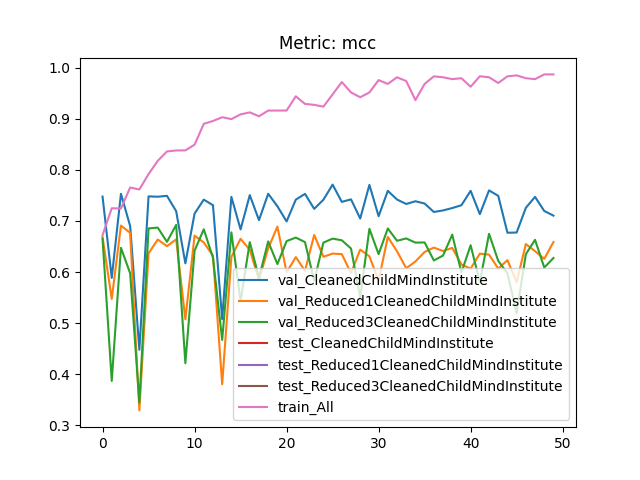 Metric: mcc
1.0
0.9
0.8
0.7
0.6
0.5
0.4
0.3
val_CleanedChildMindInstitute
val_Reduced1CleanedChildMindInstitute
val_Reduced3CleanedChildMindInstitute
test_CleanedChildMindInstitute
test_Reduced1CleanedChildMindInstitute
test_Reduced3CleanedChildMindInstitute
train_All
0 10 20 30 40 50